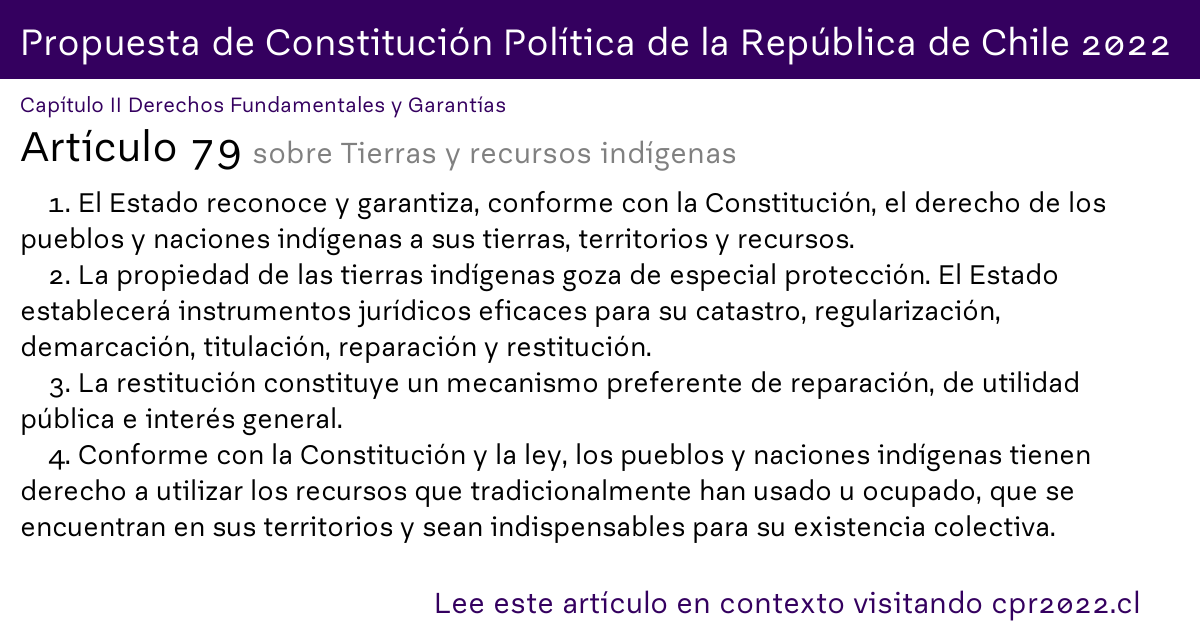 Propuesta de Constitución Política de la República de Chile 2022
Capítulo II Derechos Fundamentales y Garantías
Artículo 79 sobre Tierras y recursos indígenas
1. El Estado reconoce y garantiza, conforme con la Constitución, el derecho de los
pueblos y naciones indígenas a sus tierras, territorios y recursos.
2. La propiedad de las tierras indígenas goza de especial protección. El Estado
establecerá instrumentos jurídicos eficaces para su catastro, regularización,
demarcación, titulación, reparación y restitución.
3. La restitución constituye un mecanismo preferente de reparación, de utilidad
pública e interés general.
4. Conforme con la Constitución y la ley, los pueblos y naciones indígenas tienen
derecho a utilizar los recursos que tradicionalmente han usado u ocupado, que se
encuentran en sus territorios y sean indispensables para su existencia colectiva.
Lee este artículo en contexto visitando cpr2022.cl